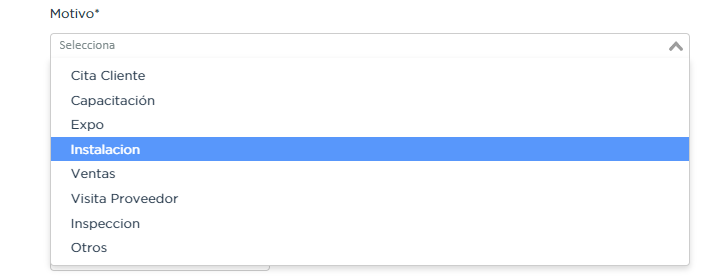 Motivo*
Selecciona
Cita Cliente
Capacitación
Expo
Instalacion
Ventas
Visita Proveedor
Inspeccion
Otros